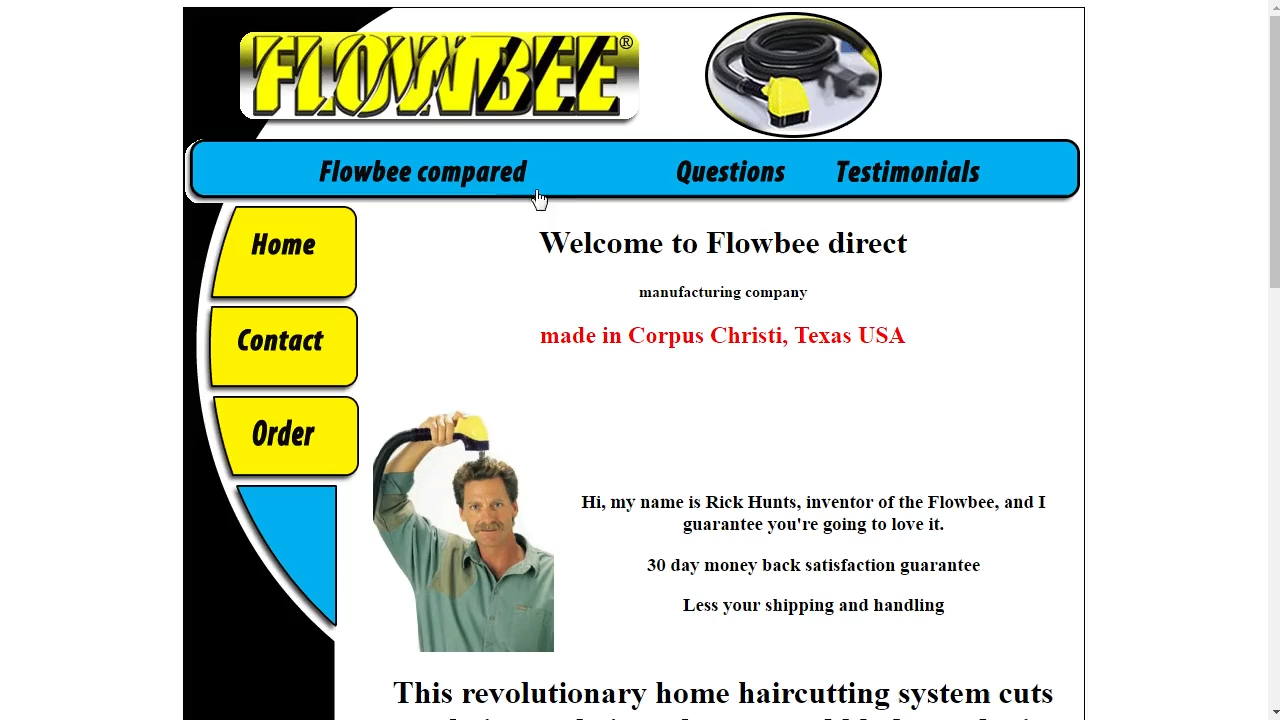 FLOWBEE®
Flowbee compared
Questions
Testimonials
Home
Contact
Order
Welcome to Flowbee direct
manufacturing company
made in Corpus Christi, Texas USA
Hi, my name is Rick Hunts, inventor of the Flowbee, and I
guarantee you're going to love it.
30 day money back satisfaction guarantee
Less your shipping and handling
This revolutionary home haircutting system cuts